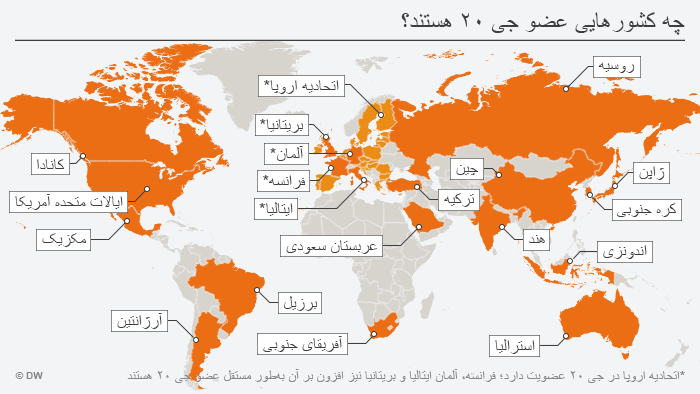 چه کشورهایی عضو جی ۲۰ هستند؟
روسیه
اتحادیه اروپا*
بریتانیا*
آلمان*
فرانسه*
ایتالیا*
کانادا
ایالات متحده آمریکا
مکزیک
چین
ژاپن
ترکیه
کره جنوبی
عربستان سعودی
هند
اندونزی
برزیل
آرژانتین
آفریقای جنوبی
استرالیا
*اتحادیه اروپا در جی ۲۰ عضویت دارد؛ فرانسه، آلمان ایتالیا و بریتانیا نیز افزون بر آن به‌طور مستقل عضو جی ۲۰ هستند
© DW